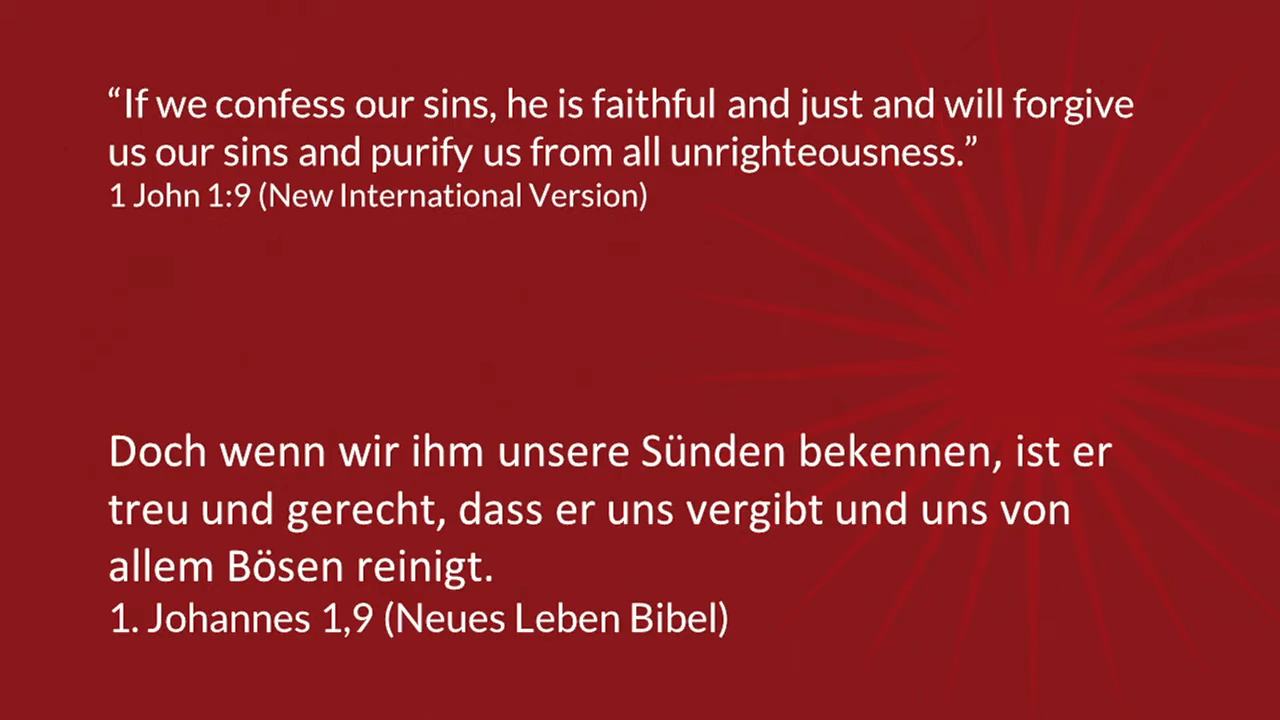 “If we confess our sins, he is faithful and just and will forgive
us our sins and purify us from all unrighteousness.”
1 John 1:9 (New International Version)
Doch wenn wir ihm unsere Sünden bekennen, ist er
treu und gerecht, dass er uns vergibt und uns von
allem Bösen reinigt.
1. Johannes 1,9 (Neues Leben Bibel)